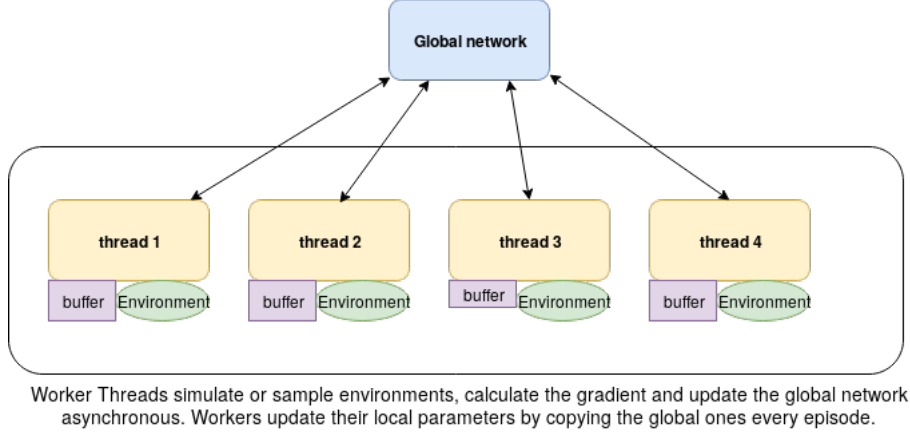 Global network
thread 1
thread 2
thread 3
thread 4
buffer
Environment
buffer
Environment
buffer
Environment
buffer
Environment
Worker Threads simulate or sample environments, calculate the gradient and update the global network
asynchronous. Workers update their local parameters by copying the global ones every episode.